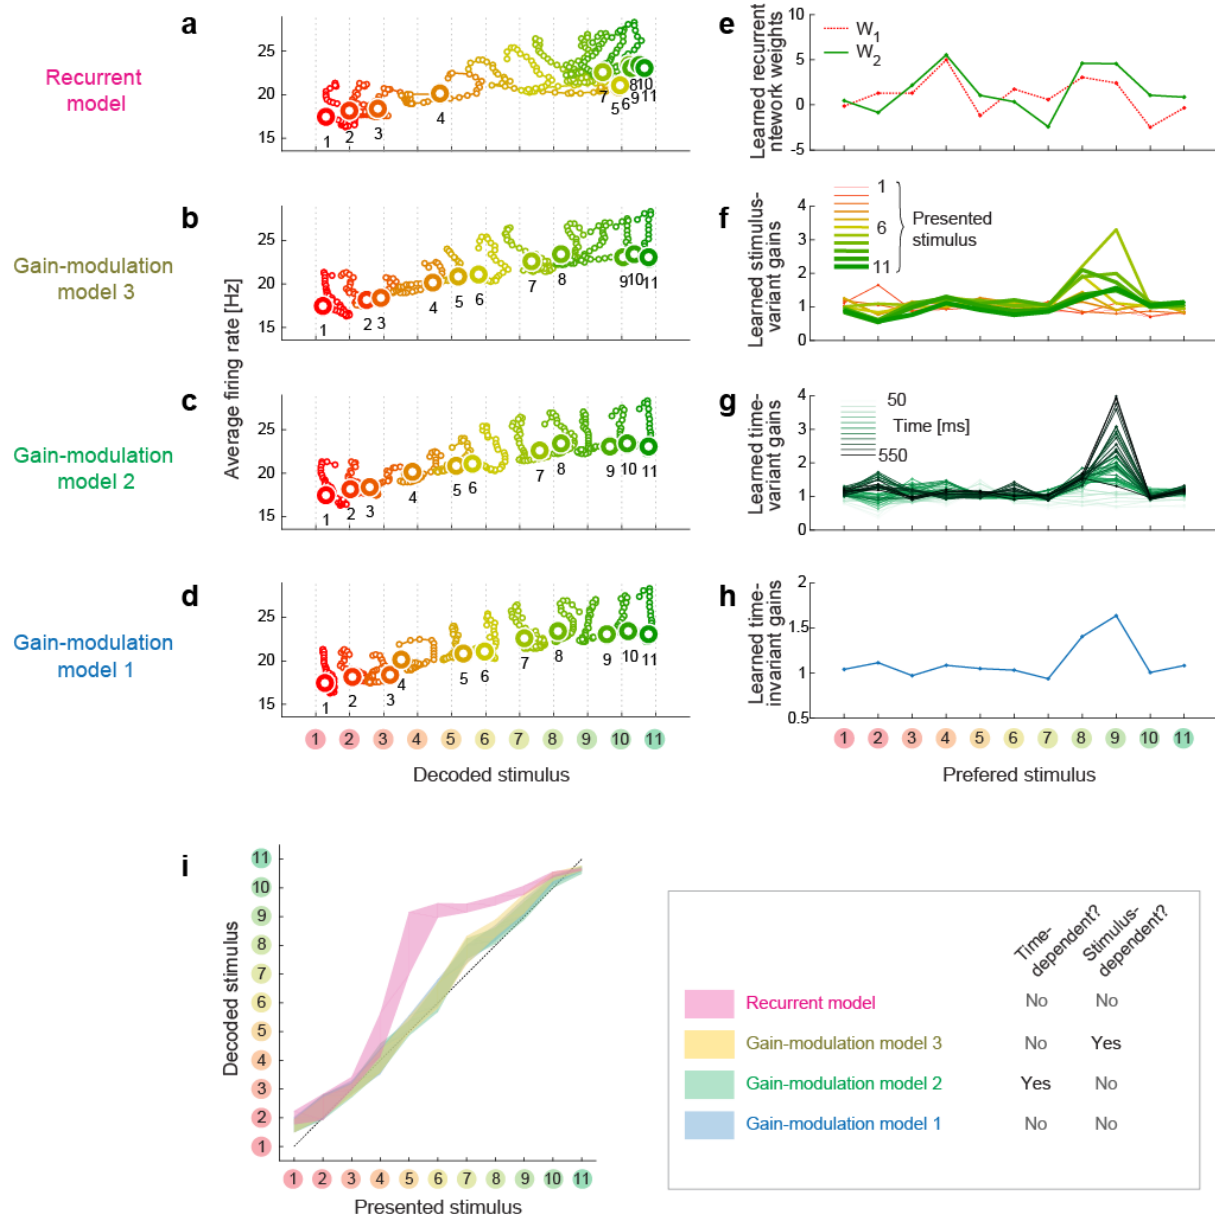 a
Recurrent
model
25
20
15
1
2
3
4
7
5
6
8
9
10
11
e
Learned recurrent
ntework weights
10
5
0
-5
W1
W2
b
Gain-modulation
model 3
25
20
15
1
2
3
4
5
6
7
8
9
10
11
f
Learned stimulus-
variant gains
4
3
2
1
0
1
6
11
Presented
stimulus
Average firing rate [Hz]
c
Gain-modulation
model 2
25
20
15
1
2
3
4
5
6
7
8
9
10
11
g
Learned time-
variant gains
4
3
2
1
0
50
Time [ms]
550
d
Gain-modulation
model 1
25
20
15
1
2
3
4
5
6
7
8
9
10
11
1 2 3 4 5 6 7 8 9 10 11
Decoded stimulus
h
Learned time-
invariant gains
2
1.5
1
0.5
1 2 3 4 5 6 7 8 9 10 11
Prefered stimulus
i
Decoded stimulus
11
10
9
8
7
6
5
4
3
2
1
1 2 3 4 5 6 7 8 9 10 11
Presented stimulus
Time-
dependent?
Stimulus-
dependent?
Recurrent model No No
Gain-modulation model 3 No Yes
Gain-modulation model 2 Yes No
Gain-modulation model 1 No No